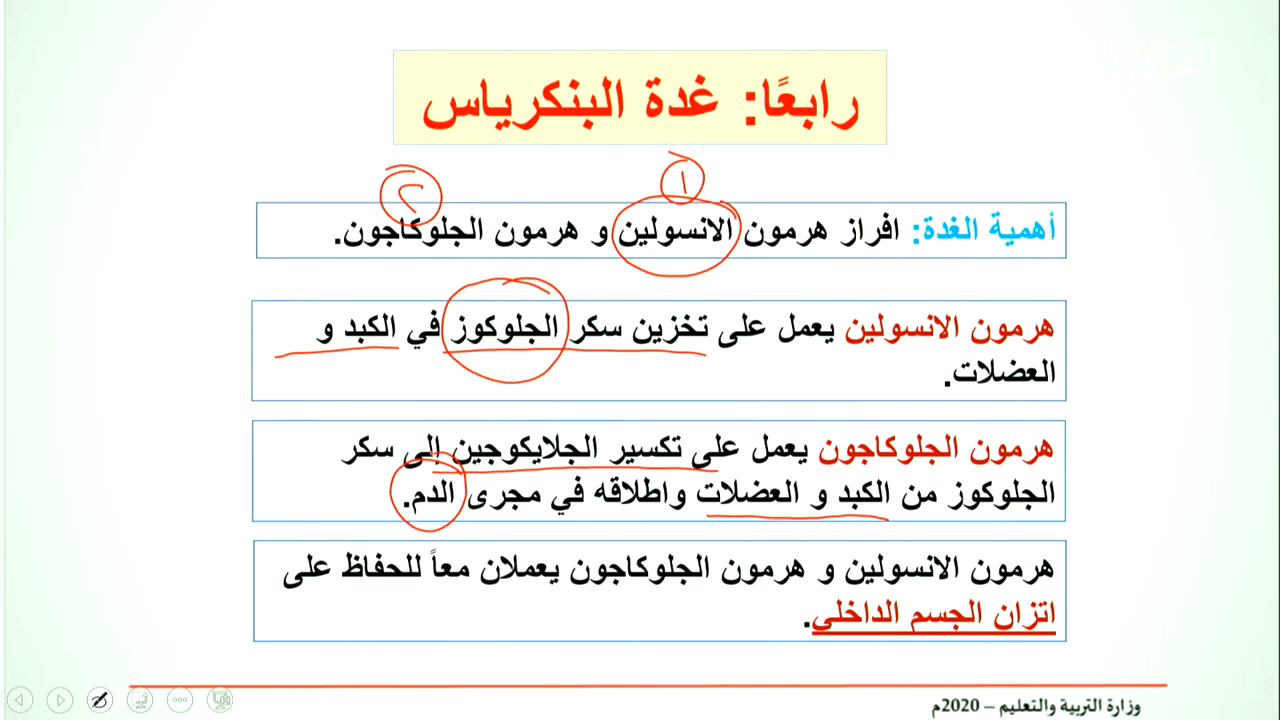 رابعًا: غدة البنكرياس
١
٢
أهمية الغدة: افراز هرمون الانسولين و هرمون الجلوكاجون.
هرمون الانسولين يعمل على تخزين سكر الجلوكوز في الكبد و
العضلات.
هرمون الجلوكاجون يعمل على تكسير الجلايكوجين إلى سكر
الجلوكوز من الكبد و العضلات واطلاقه في مجرى الدم.
هرمون الانسولين و هرمون الجلوكاجون يعملان معاً للحفاظ على
اتزان الجسم الداخلي.
وزارة التربية والتعليم – 2020م